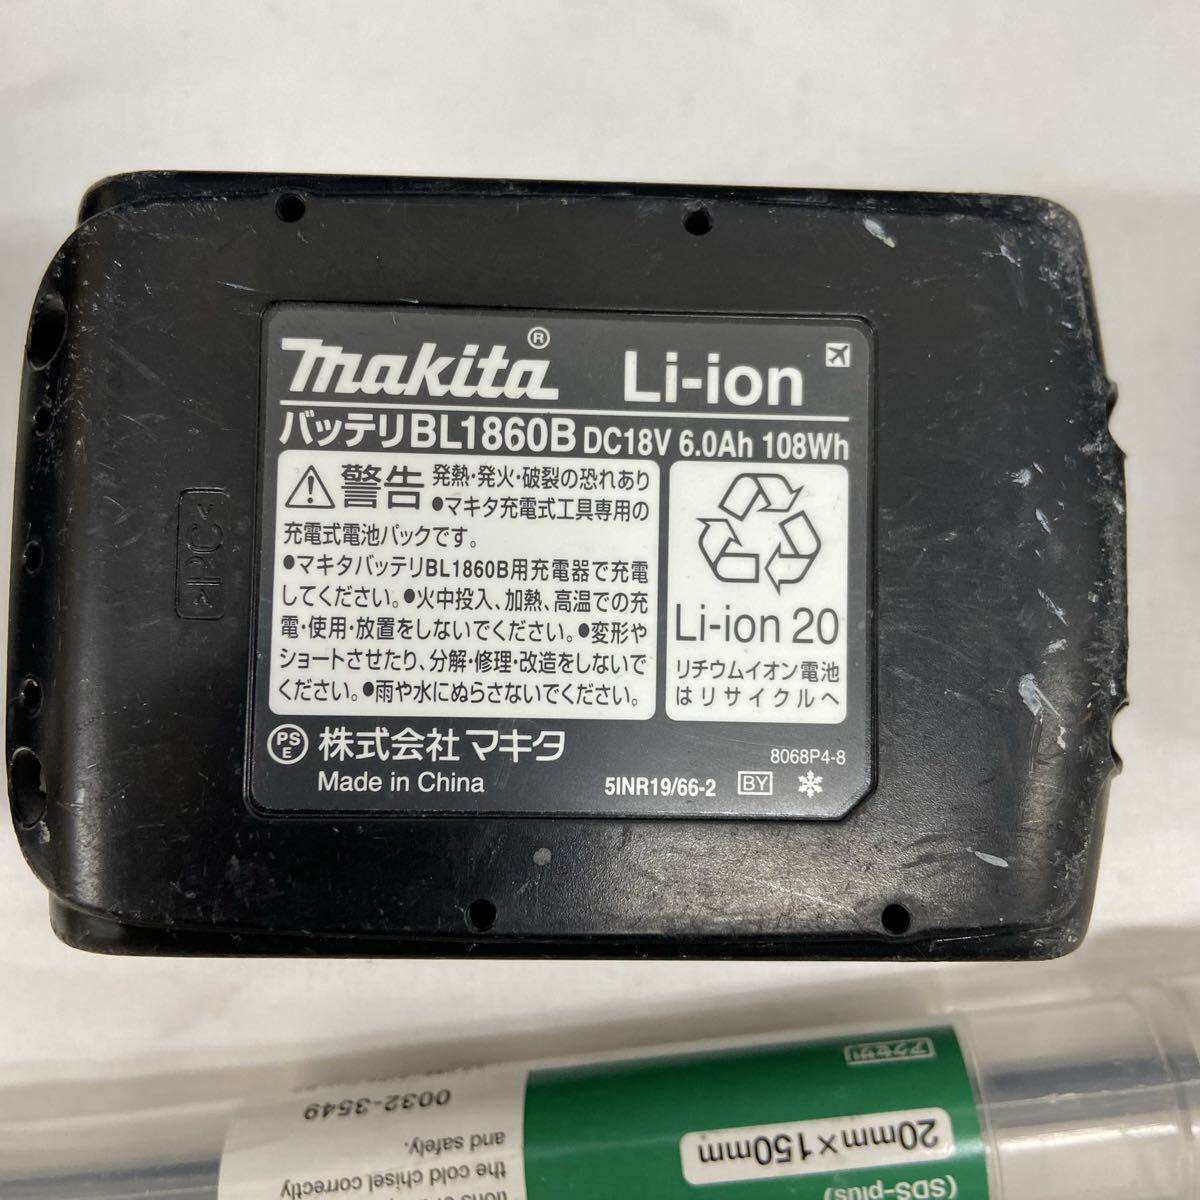 makita®
Li-ion
バッテリBL1860B DC18V 6.0Ah 108Wh
警告 発熱・発火・破裂の恐れあり
●マキタ充電式工具専用の
充電式電池パックです。
●マキタバッテリBL1860B用充電器で充電
してください。●火中投入、加熱、高温での充
電・使用・放置をしないでください。●変形や
ショートさせたり、分解・修理・改造をしないで
ください。●雨や水にぬらさないでください。
Li-ion 20
リチウムイオン電池
はリサイクルへ
PS
E
株式会社マキタ
Made in China
8068P4-8
5INR19/66-2 BY
>PC<
(SDS-plus)
20mm×150mm
the cold chisel correctly
and safely.
0032-3549